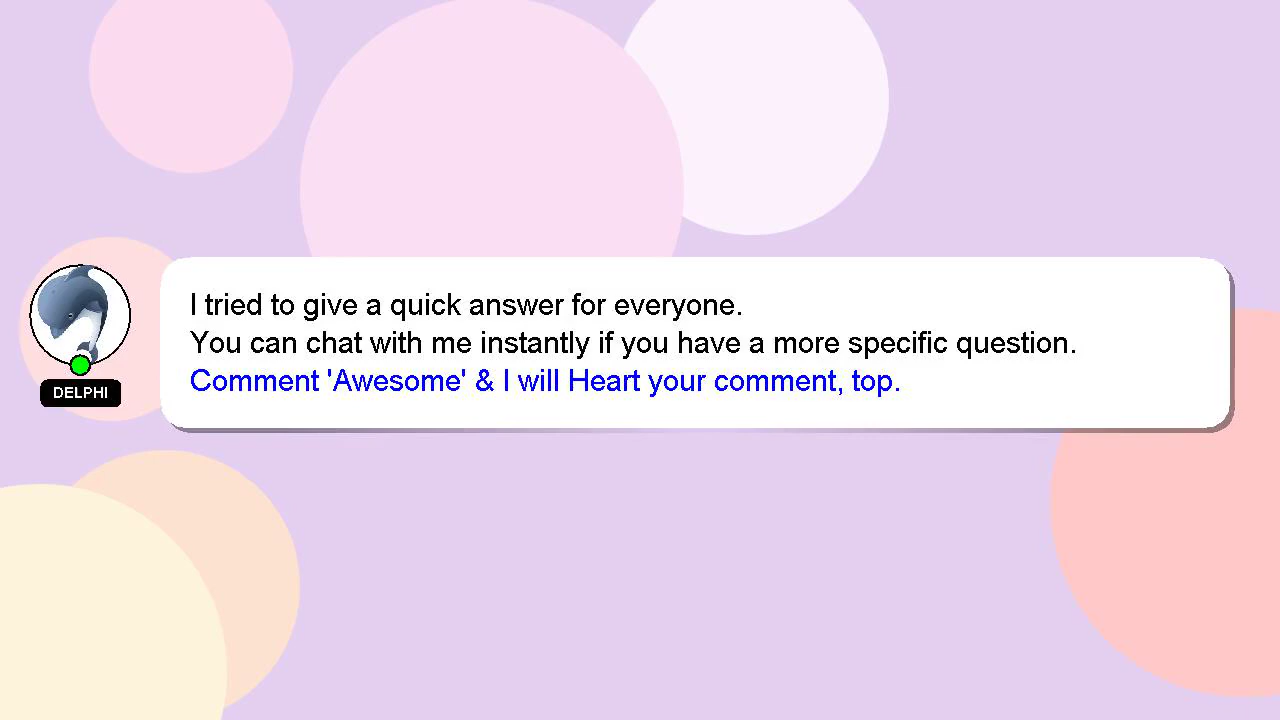 I tried to give a quick answer for everyone.
You can chat with me instantly if you have a more specific question.
Comment 'Awesome' & I will Heart your comment, top.
DELPHI